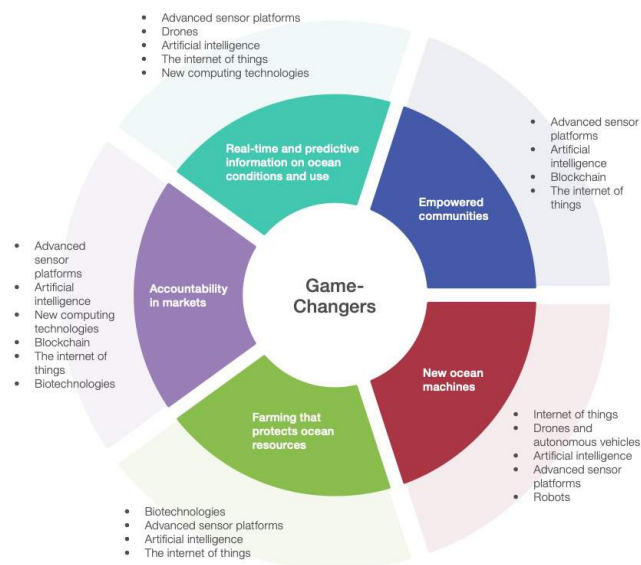 • Advanced sensor platforms
• Drones
• Artificial intelligence
• The internet of things
• New computing technologies
Real-time and predictive
information on ocean
conditions and use
• Advanced sensor
platforms
• Artificial
intelligence
• Blockchain
• The internet of
things
Empowered
communities
Game-
Changers
• Advanced
sensor
platforms
• Artificial
intelligence
• New computing
technologies
• Blockchain
• The internet of
things
• Biotechnologies
Accountability
in markets
New ocean
machines
• Internet of things
• Drones and
autonomous vehicles
• Artificial intelligence
• Advanced sensor
platforms
• Robots
Farming that
protects ocean
resources
• Biotechnologies
• Advanced sensor platforms
• Artificial intelligence
• The internet of things